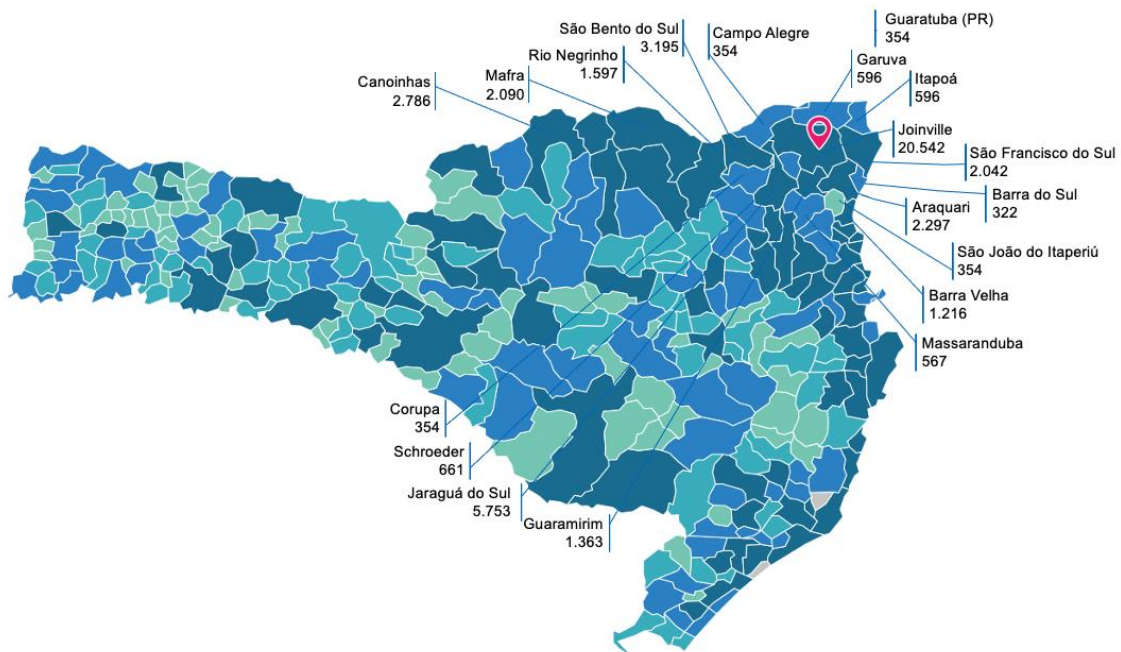 Guaratuba (PR)
354
São Bento do Sul
3.195
Campo Alegre
354
Rio Negrinho
1.597
Garuva
596
Mafra
2.090
Itapoá
596
Canoinhas
2.786
Joinville
20.542
São Francisco do Sul
2.042
Barra do Sul
322
Araquari
2.297
São João do Itaperiú
354
Barra Velha
1.216
Massaranduba
567
Corupa
354
Schroeder
661
Jaraguá do Sul
5.753
Guaramirim
1.363